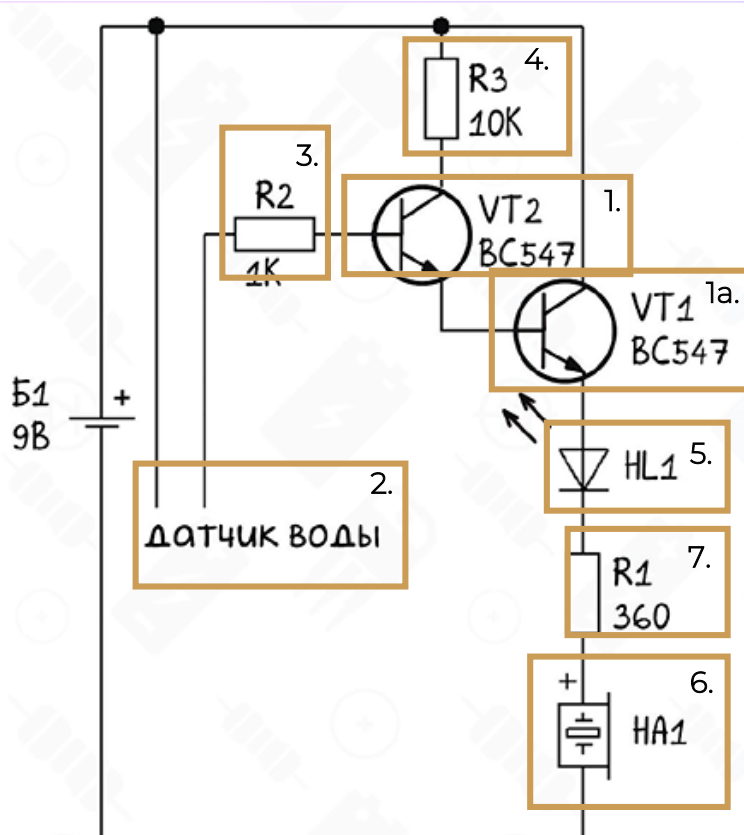 4.
R3
10K
3.
R2
1K
1.
VT2
BC547
1a.
VT1
BC547
Б1
+
9В
2.
ДАТЧИК ВОДЫ
5.
HL1
7.
R1
360
6.
+
HA1